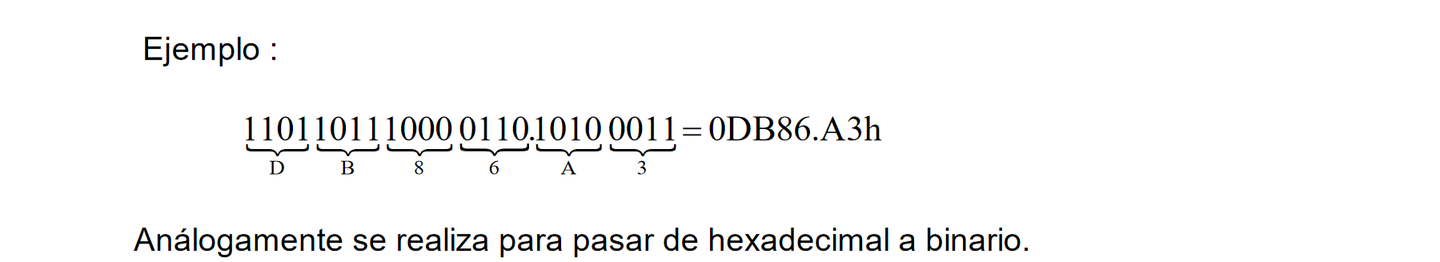 Ejemplo :
1101 1011 1000 0110.1010 0011 = 0DB86.A3h
D B 8 6 A 3
Análogamente se realiza para pasar de hexadecimal a binario.